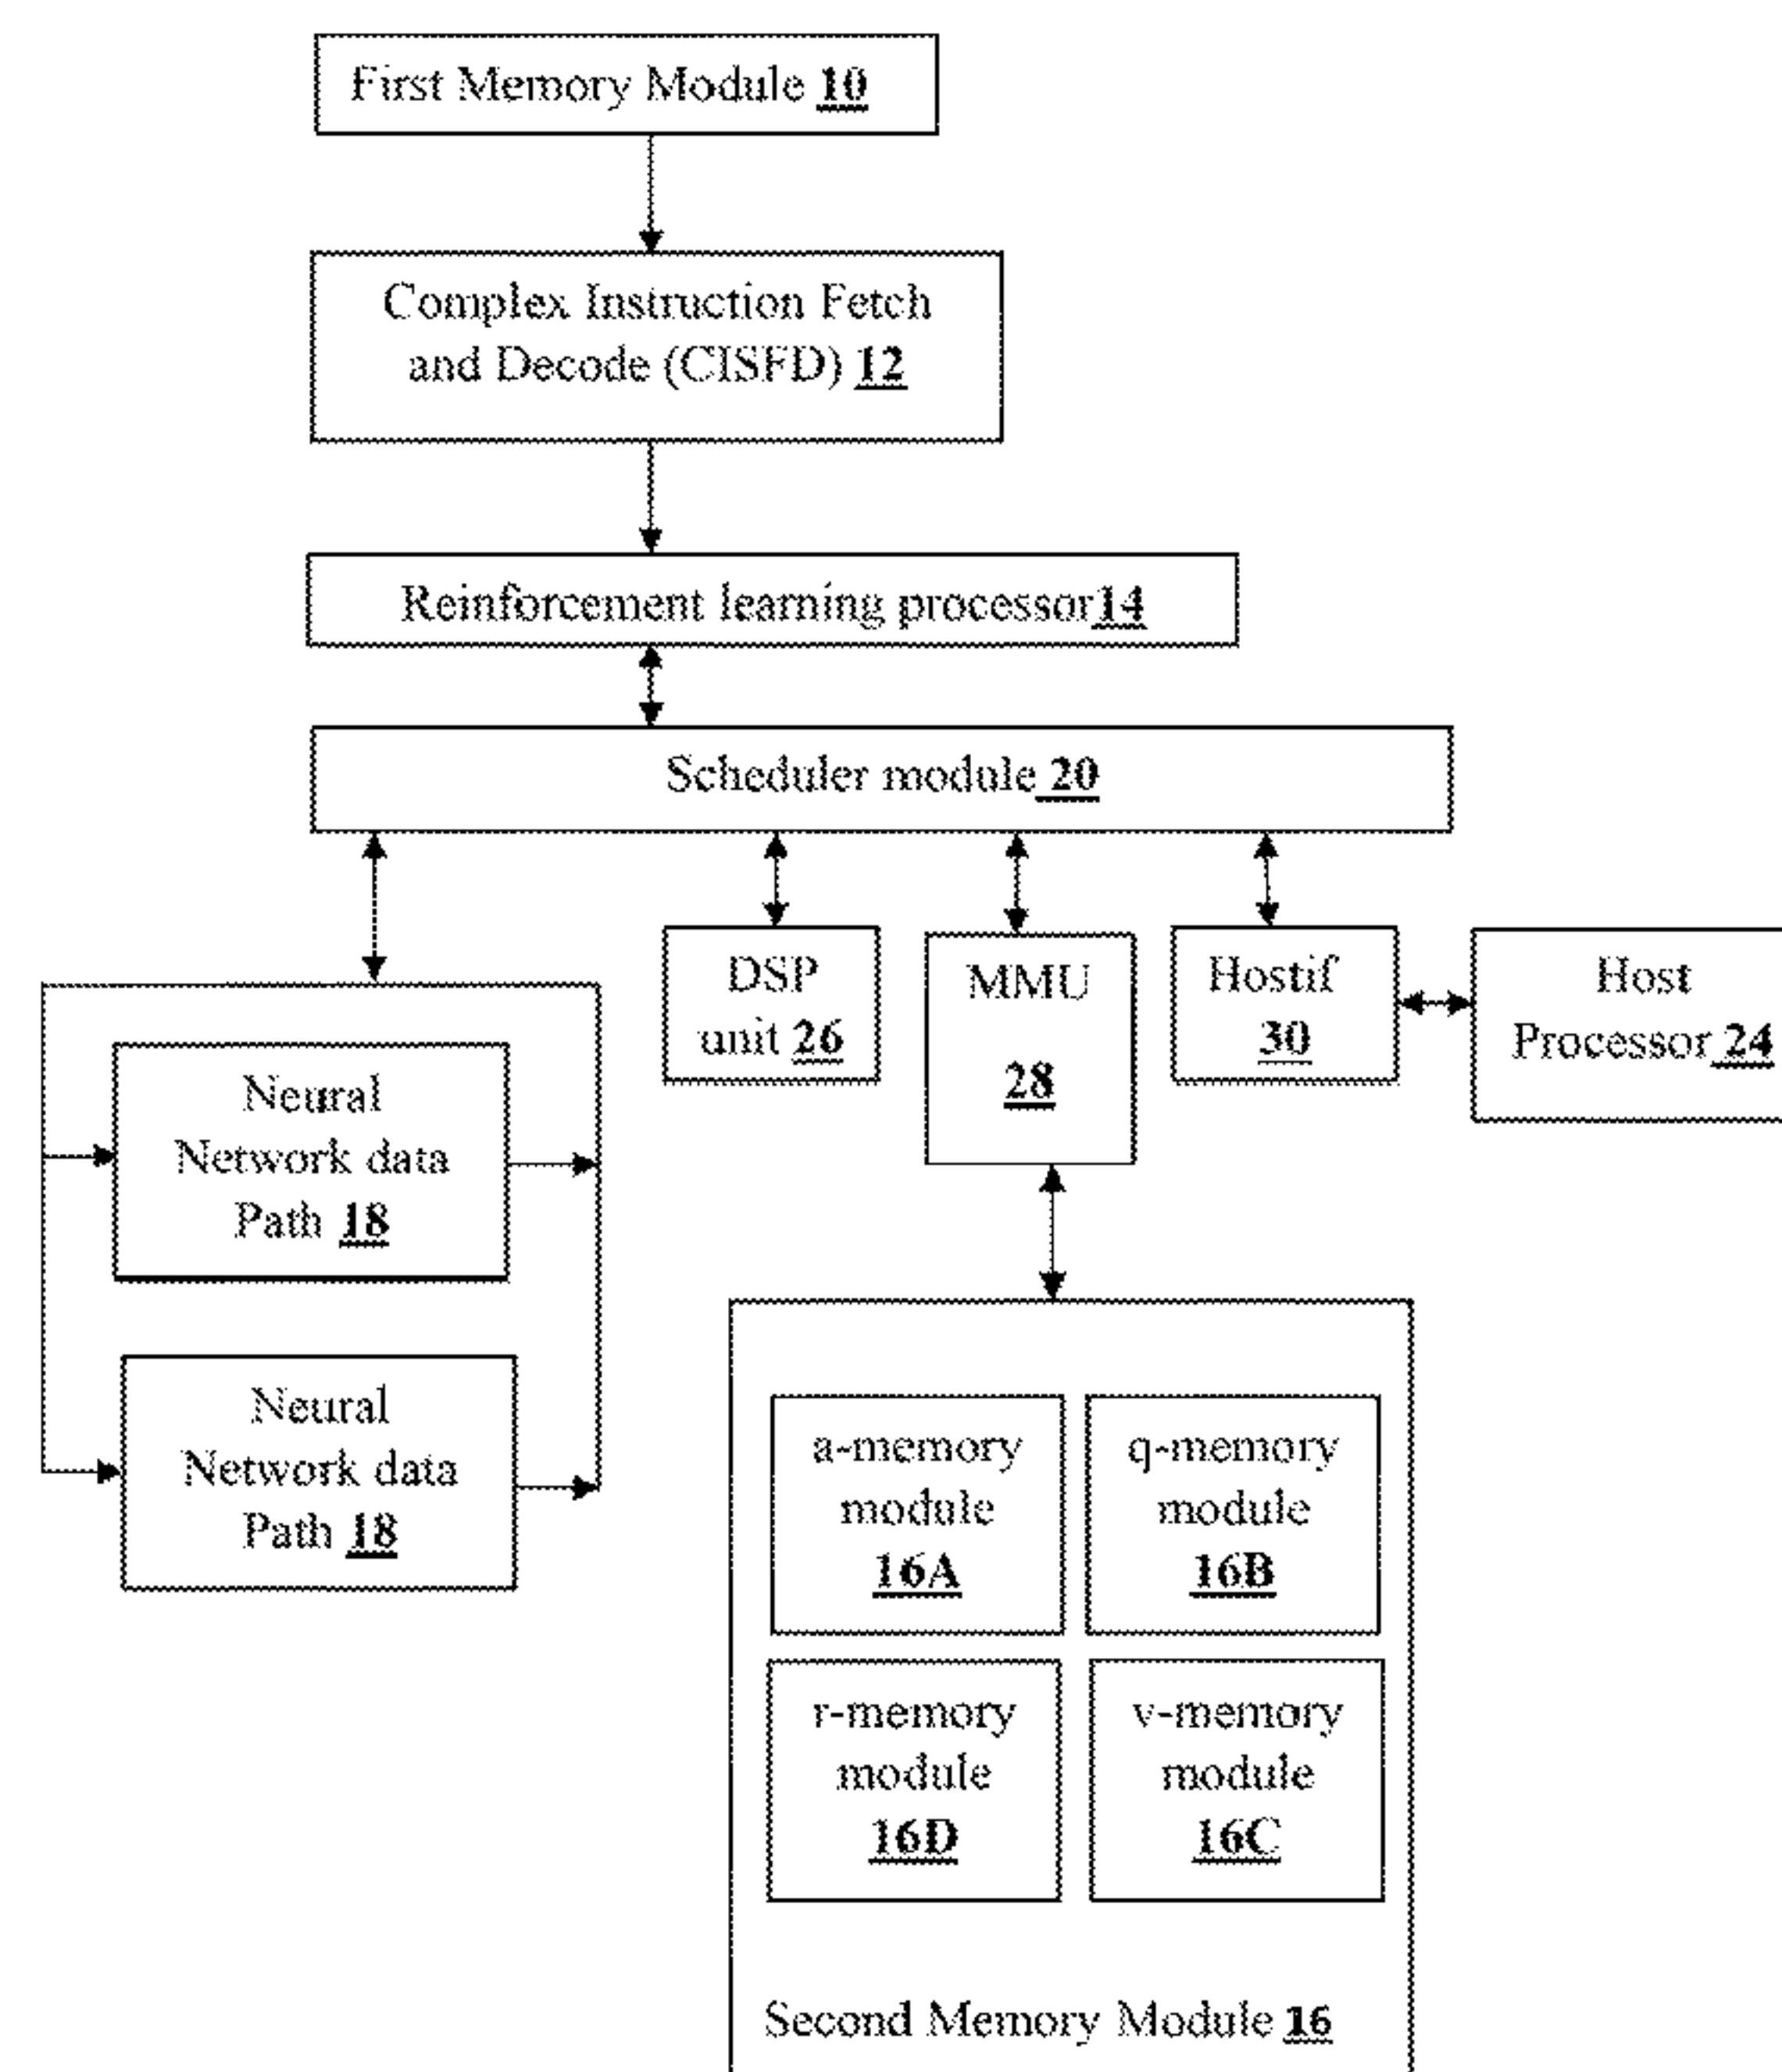 First Memory Module 10
Complex Instruction Fetch
and Decode (CISFD) 12
Reinforcement learning processor14
Scheduler module 20
DSP
unit 26
MMU
28
Hostif
30
Host
Processor 24
Neural
Network data
Path 18
Neural
Network data
Path 18
a-memory
module
16A
q-memory
module
16B
r-memory
module
16D
v-memory
module
16C
Second Memory Module 16